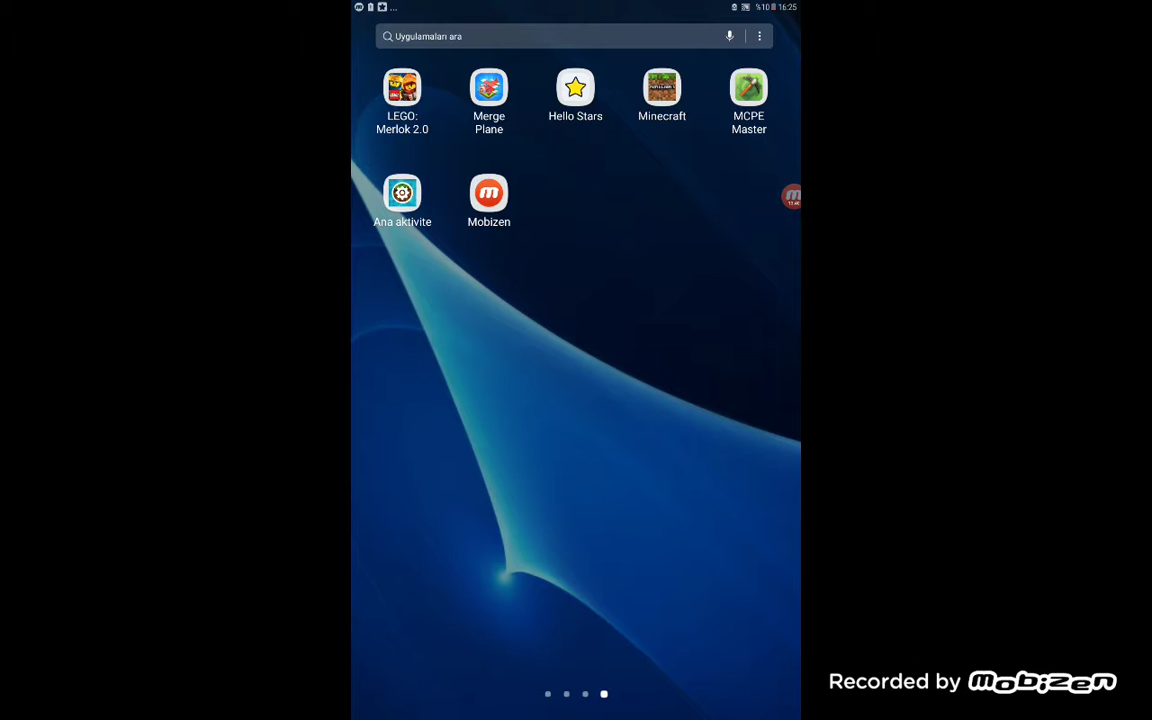 ... %10 16:25
Uygulamaları ara
LEGO: Merlok 2.0
Merge Plane
Hello Stars
Minecraft
MCPE Master
Ana aktivite
Mobizen
Recorded by mobizen